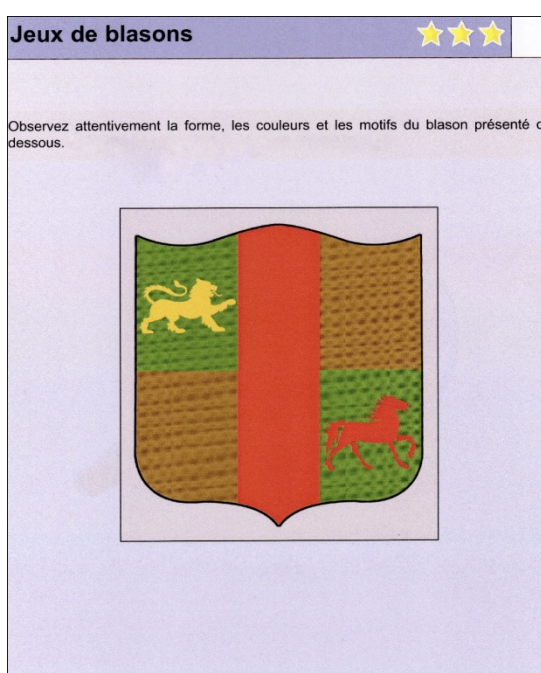 Jeux de blasons
Observez attentivement la forme, les couleurs et les motifs du blason présenté
dessous.